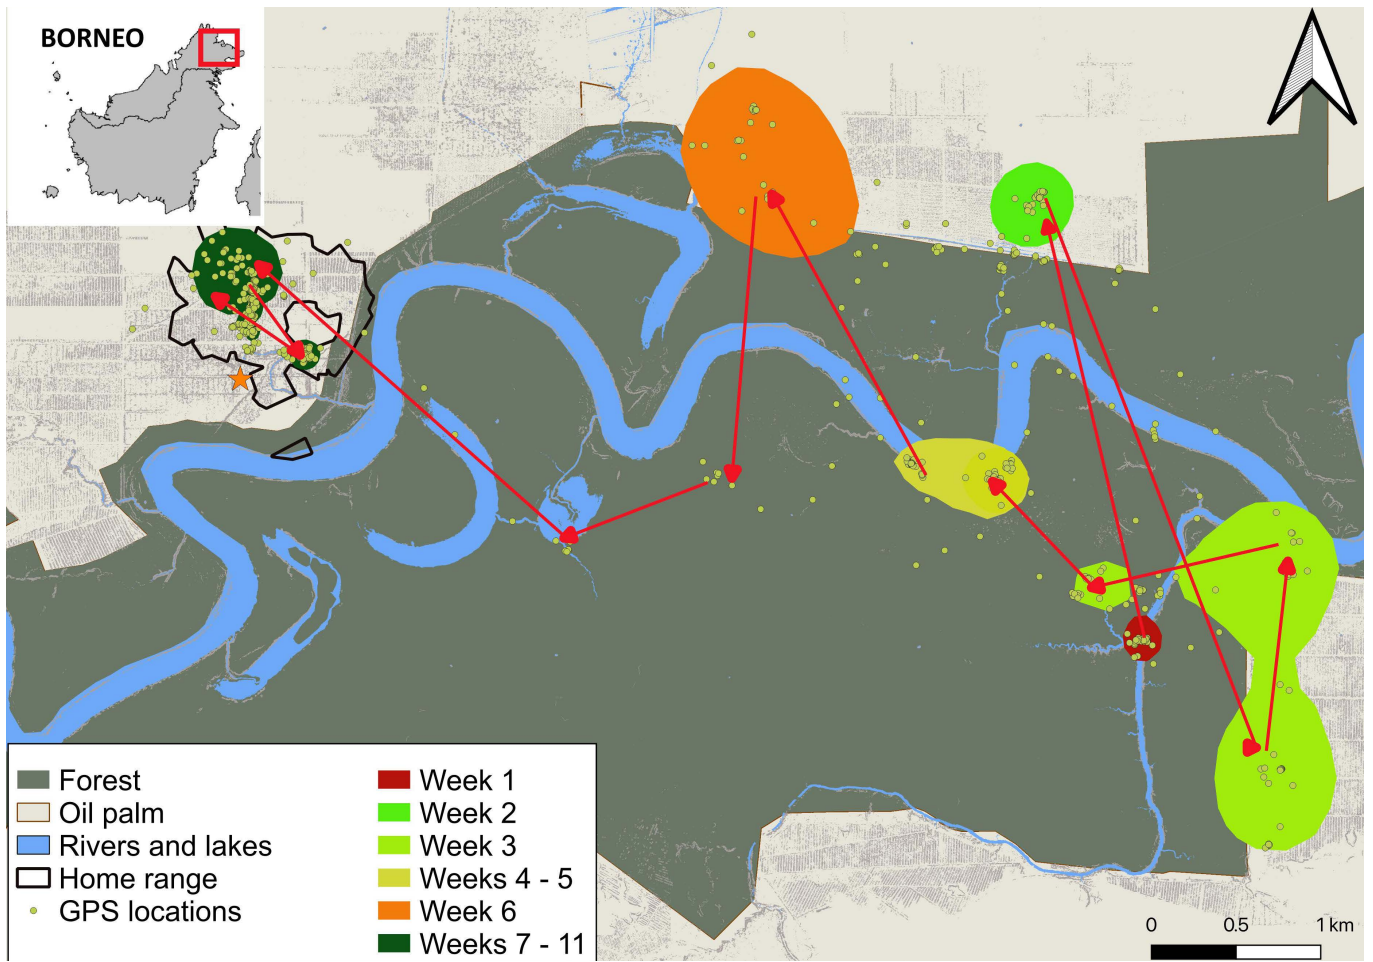 BORNEO
Forest
Oil palm
Rivers and lakes
Home range
GPS locations
Week 1
Week 2
Week 3
Weeks 4 - 5
Week 6
Weeks 7 - 11
0 0.5 1 km